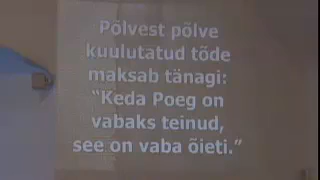 Põlvest põlve
kuulutatud tõde
maksab tänagi:
“Keda Poeg on
vabaks teinud,
see on vaba õieti.”